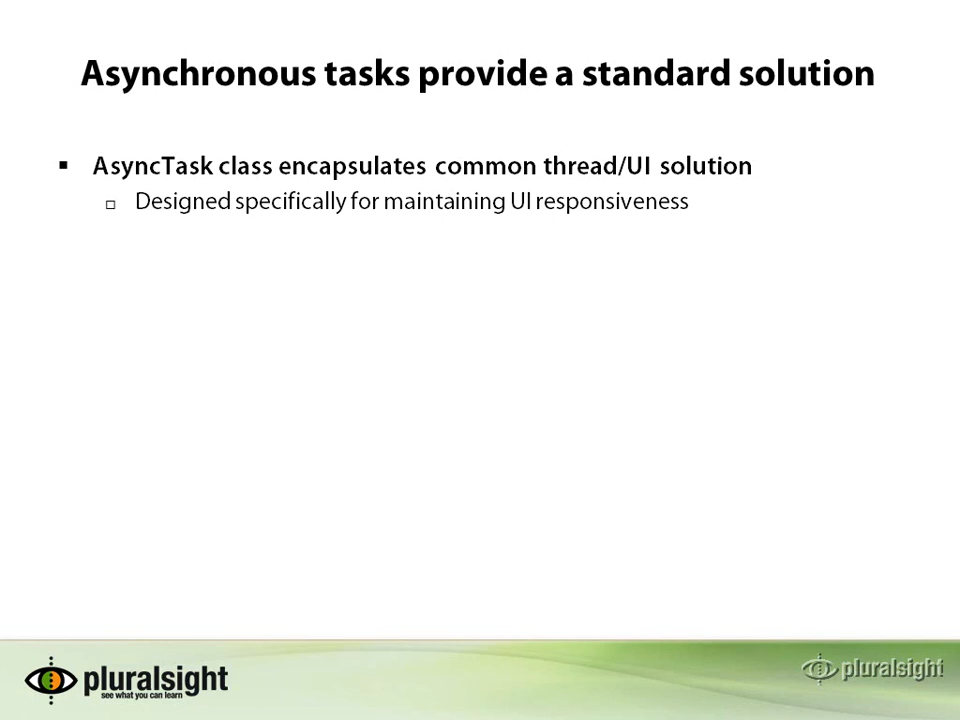 Asynchronous tasks provide a standard solution
▪ AsyncTask class encapsulates common thread/UI solution
□ Designed specifically for maintaining UI responsiveness
pluralsight
see what you can learn
pluralsight